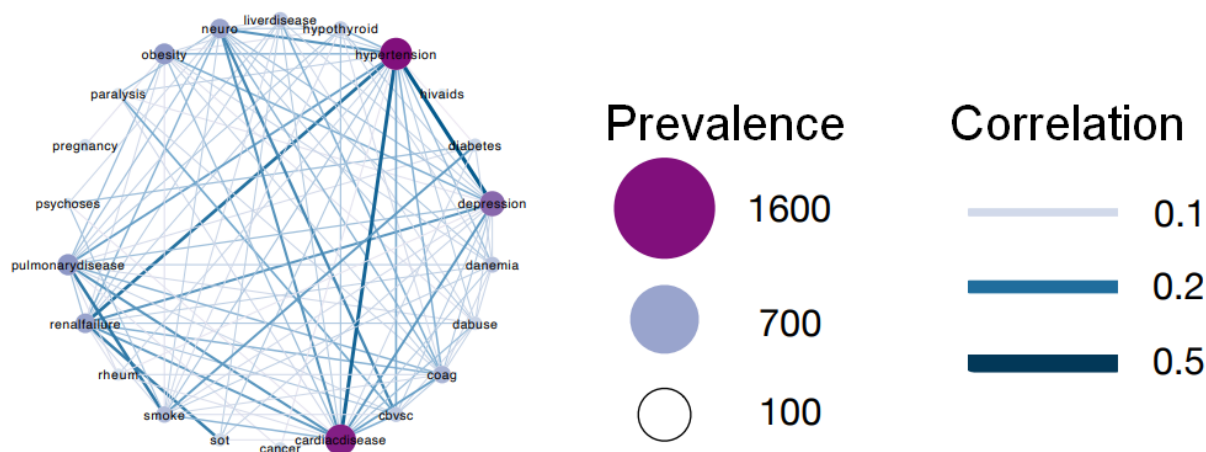 liverdisease
neuro
hypothyroid
obesity
hypertension
paralysis
hivaids
pregnancy
diabetes
psychoses
depression
pulmonarydisease
danemia
renalfailure
dabuse
rheum
coag
smoke
cbvsc
sot
cardiacdisease
cancer
Prevalence
1600
700
100
Correlation
0.1
0.2
0.5